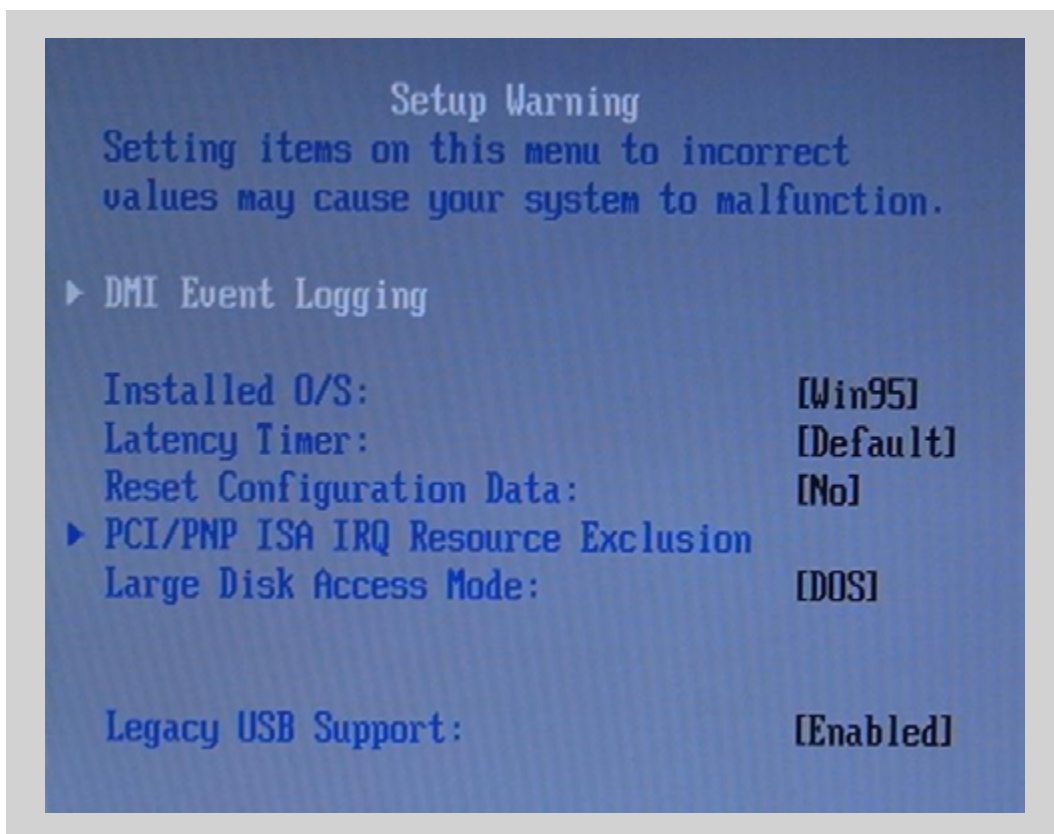 Setup Warning
Setting items on this menu to incorrect
values may cause your system to malfunction.
DMI Event Logging
Installed O/S: [Win95]
Latency Timer: [Default]
Reset Configuration Data: [No]
PCI/PNP ISA IRQ Resource Exclusion
Large Disk Access Mode: [DOS]
Legacy USB Support: [Enabled]